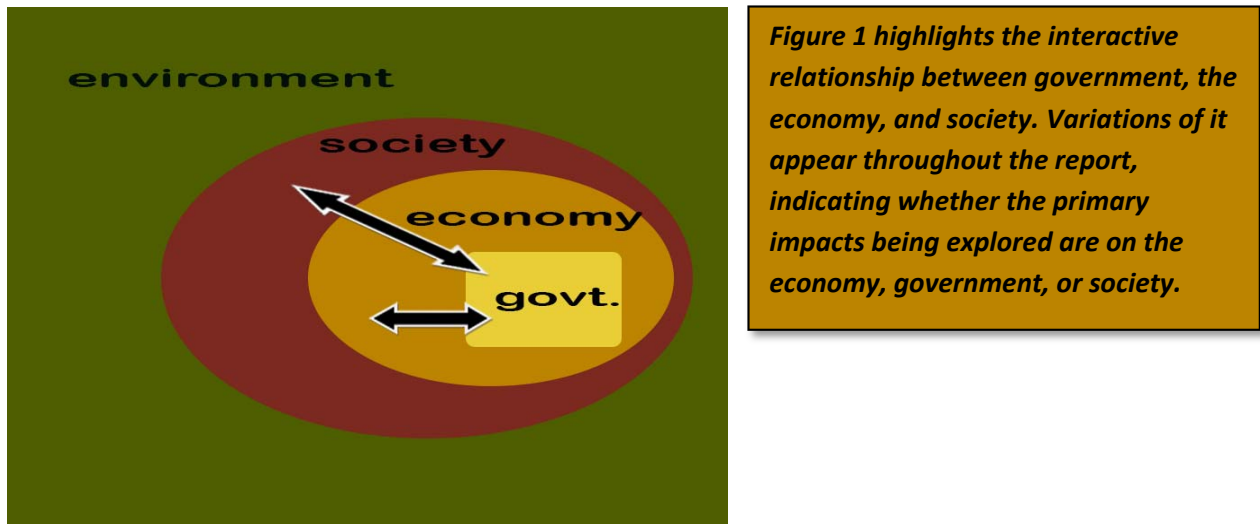 environment
society
economy
govt.
Figure 1 highlights the interactive
relationship between government, the
economy, and society. Variations of it
appear throughout the report,
indicating whether the primary
impacts being explored are on the
economy, government, or society.